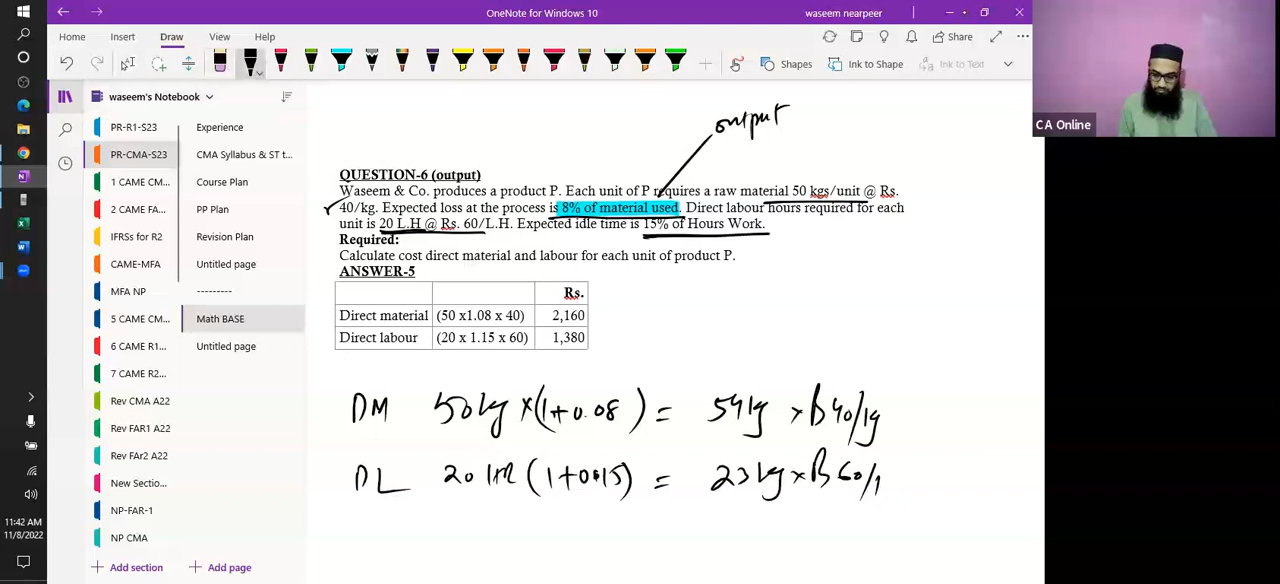 OneNote for Windows 10
waseem nearpeer
Home Insert Draw View Help
Share
Shapes Ink to Shape Ink to Text
waseem's Notebook
PR-R1-S23
PR-CMA-S23
1 CAME CM...
2 CAME FA...
IFRSs for R2
CAME-MFA
MFA NP
5 CAME CM...
6 CAME R1...
7 CAME R2...
Rev CMA A22
Rev FAR1 A22
Rev FAr2 A22
New Sectio...
NP-FAR-1
NP CMA
Add section
Experience
CMA Syllabus & ST t...
Course Plan
PP Plan
Revision Plan
Untitled page
---------
Math BASE
Untitled page
Add page
output
QUESTION-6 (output)
Waseem & Co. produces a product P. Each unit of P requires a raw material 50 kgs/unit @ Rs.
40/kg. Expected loss at the process is 8% of material used. Direct labour hours required for each
unit is 20 L.H @ Rs. 60/L.H. Expected idle time is 15% of Hours Work.
Required:
Calculate cost direct material and labour for each unit of product P.
ANSWER-5
Rs.
Direct material (50 x1.08 x 40) 2,160
Direct labour (20 x 1.15 x 60) 1,380
DM 50kg x (1+0.08) = 54kg x 40/kg
DL 20 HR (1+0.15) = 23kg x 60/
CA Online
11:42 AM
11/8/2022